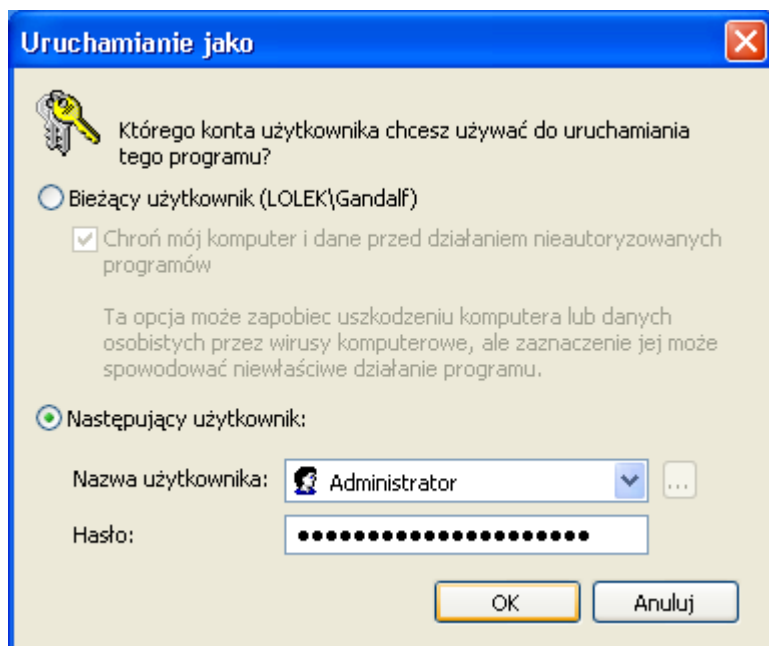 Uruchamianie jako
Którego konta użytkownika chcesz używać do uruchamiania
tego programu?
Bieżący użytkownik (LOLEK\Gandalf)
Chroń mój komputer i dane przed działaniem nieautoryzowanych
programów
Ta opcja może zapobiec uszkodzeniu komputera lub danych
osobistych przez wirusy komputerowe, ale zaznaczenie jej może
spowodować niewłaściwe działanie programu.
Następujący użytkownik:
Nazwa użytkownika: Administrator ...
Hasło: ●●●●●●●●●●●●●●●●●●●●●
OK Anuluj